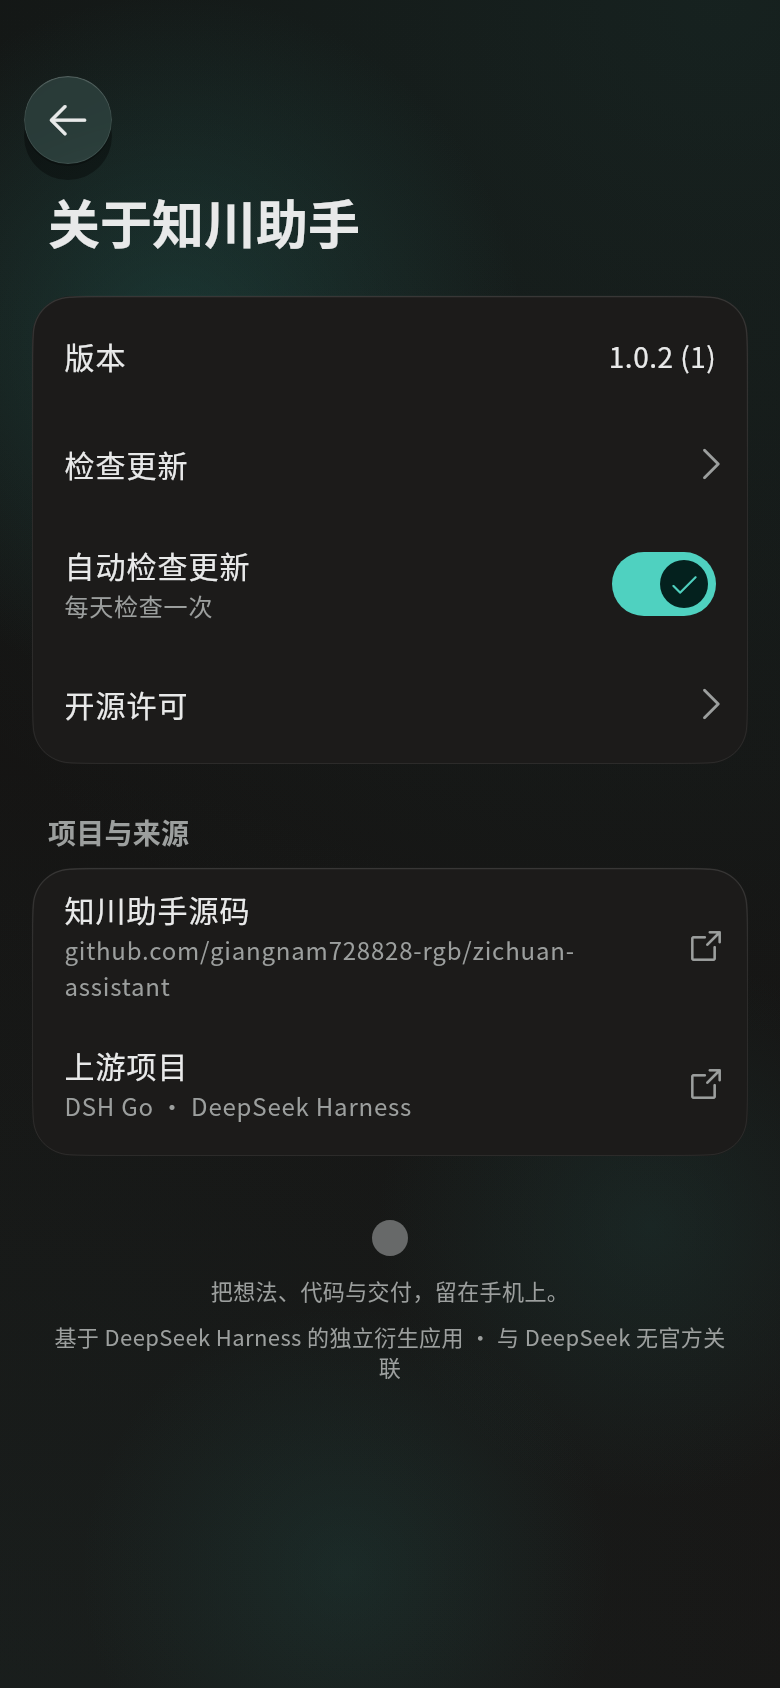 关于知川助手
版本
1.0.2 (1)
检查更新
自动检查更新
每天检查一次
开源许可
项目与来源
知川助手源码
github.com/giangnam728828-rgb/zichuan-
assistant
上游项目
DSH Go · DeepSeek Harness
把想法、代码与交付，留在手机上。
基于 DeepSeek Harness 的独立衍生应用 · 与 DeepSeek 无官方关
联